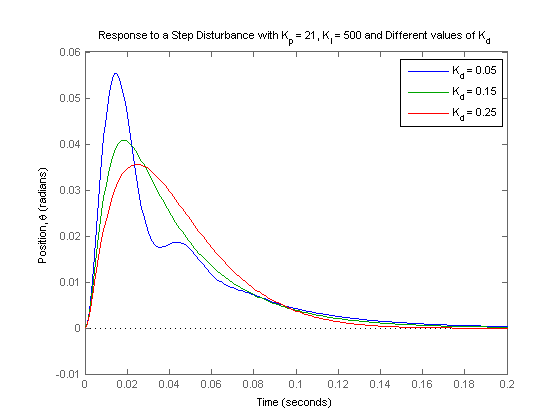 Response to a Step Disturbance with Kp = 21, KI = 500 and Different values of Kd
Kd = 0.05
Kd = 0.15
Kd = 0.25
Position, θ (radians)
0.06
0.05
0.04
0.03
0.02
0.01
0
-0.01
0 0.02 0.04 0.06 0.08 0.1 0.12 0.14 0.16 0.18 0.2
Time (seconds)